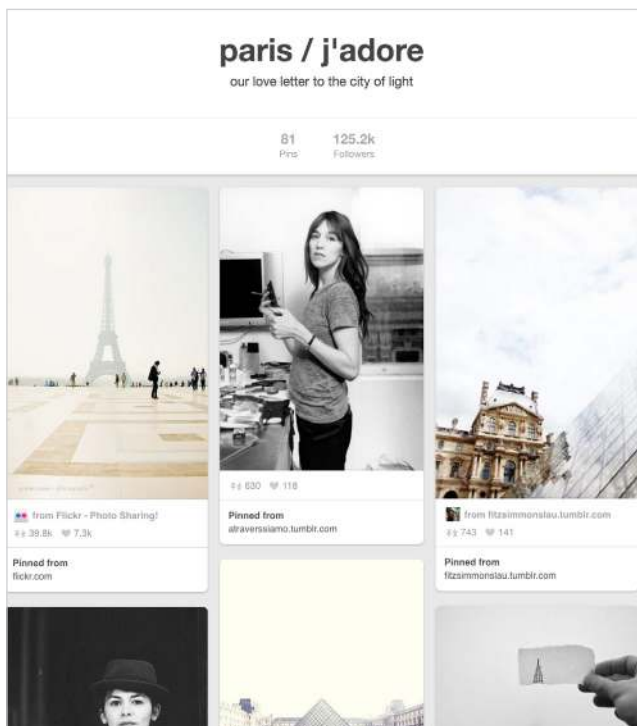 paris / j'adore
our love letter to the city of light
81
Pins
125.2k
Followers
from Flickr - Photo Sharing!
39.8k 7.3k
Pinned from
flickr.com
630 118
Pinned from
atraverssiamo.tumblr.com
from fitzsimmonslau.tumblr.com
743 141
Pinned from
fitzsimmonslau.tumblr.com